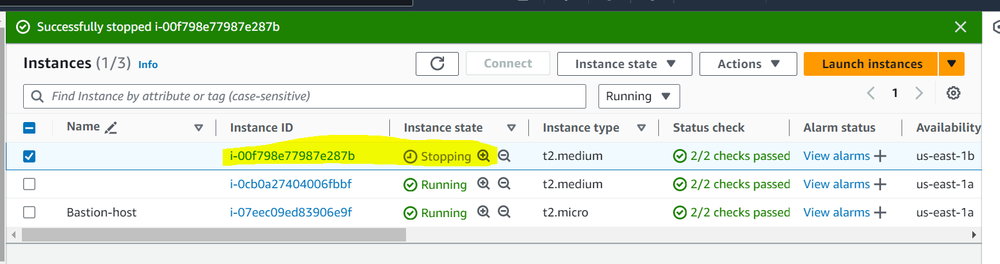 Successfully stopped i-00f798e77987e287b
Instances (1/3) Info Connect Instance state Actions Launch instances
Find Instance by attribute or tag (case-sensitive) Running 1
Name Instance ID Instance state Instance type Status check Alarm status Availability
i-00f798e77987e287b Stopping t2.medium 2/2 checks passed View alarms + us-east-1b
i-0cb0a27404006fbbf Running t2.medium 2/2 checks passed View alarms + us-east-1a
Bastion-host i-07eec09ed83906e9f Running t2.micro 2/2 checks passed View alarms + us-east-1a